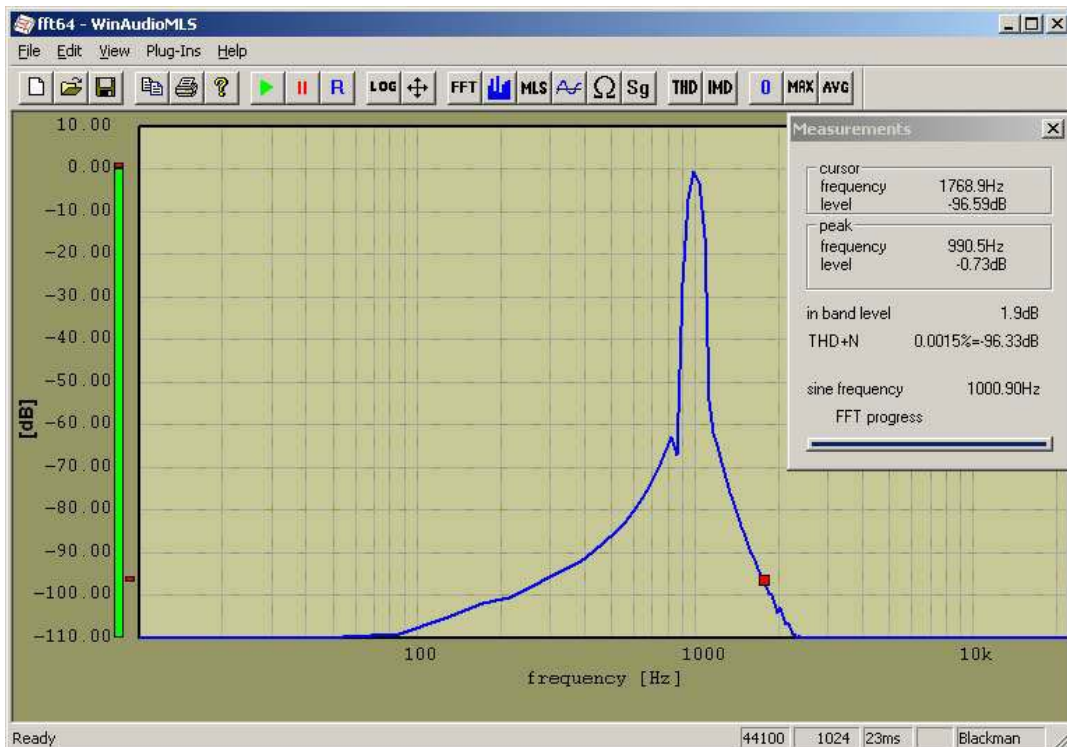 fft64 - WinAudioMLS
File Edit View Plug-Ins Help
R LOG FFT MLS Ω Sg THD IMD 0 MAX AVG
10.00
0.00
-10.00
-20.00
-30.00
-40.00
-50.00
-60.00
-70.00
-80.00
-90.00
-100.00
-110.00
[dB]
100 1000 10k
frequency [Hz]
Measurements
cursor
frequency 1768.9Hz
level -96.59dB
peak
frequency 990.5Hz
level -0.73dB
in band level 1.9dB
THD+N 0.0015%=-96.33dB
sine frequency 1000.90Hz
FFT progress
Ready 44100 1024 23ms Blackman